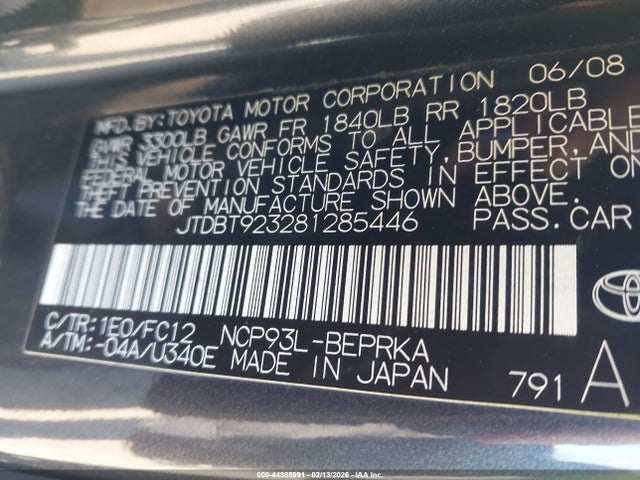 MFD.BY:TOYOTA MOTOR CORPORATION 06/08
GVWR 3300LB GAWR FR 1840LB RR 1820LB
THIS VEHICLE CONFORMS TO ALL APPLICABLE
FEDERAL MOTOR VEHICLE SAFETY,BUMPER,AND
THEFT PREVENTION STANDARDS IN EFFECT ON
THE DATE OF MANUFACTURE SHOWN ABOVE.
JTDBT923281285446 PASS.CAR
C/TR:1E0/FC12 NCP93L-BEPRKA
A/TM:-04A/U340E MADE IN JAPAN 791 A
000-44365991 - 02/13/2026 - IAA Inc.